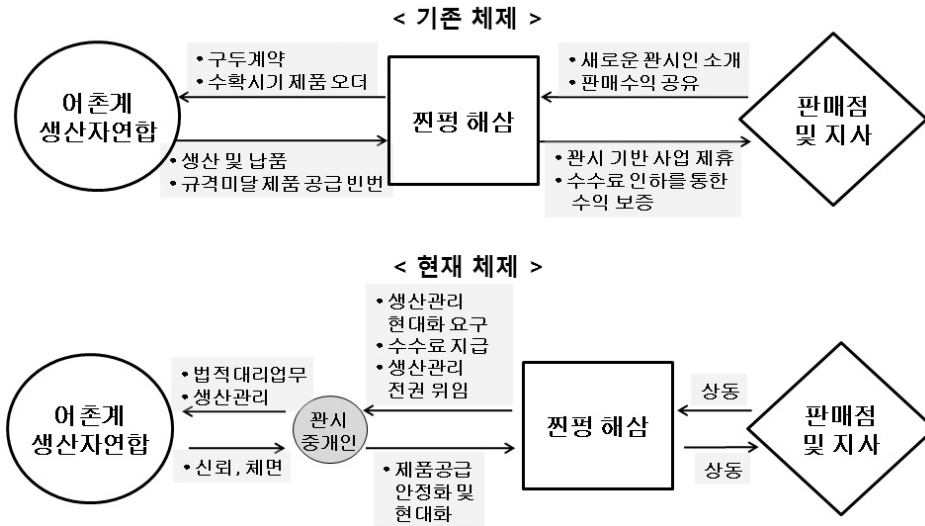 < 기존 체제 >
어촌계
생산자연합
• 구두계약
• 수확시기 제품 오더
• 생산 및 납품
• 규격미달 제품 공급 빈번
찐펑 해삼
• 새로운 꽌시인 소개
• 판매수익 공유
• 꽌시 기반 사업 제휴
• 수수료 인하를 통한
수익 보증
판매점
및 지사
< 현재 체제 >
어촌계
생산자연합
• 법적대리업무
• 생산관리
• 신뢰, 체면
꽌시
중개인
• 생산관리
현대화 요구
• 수수료 지급
• 생산관리
전권 위임
• 제품공급
안정화 및
현대화
찐펑 해삼
상동
상동
판매점
및 지사